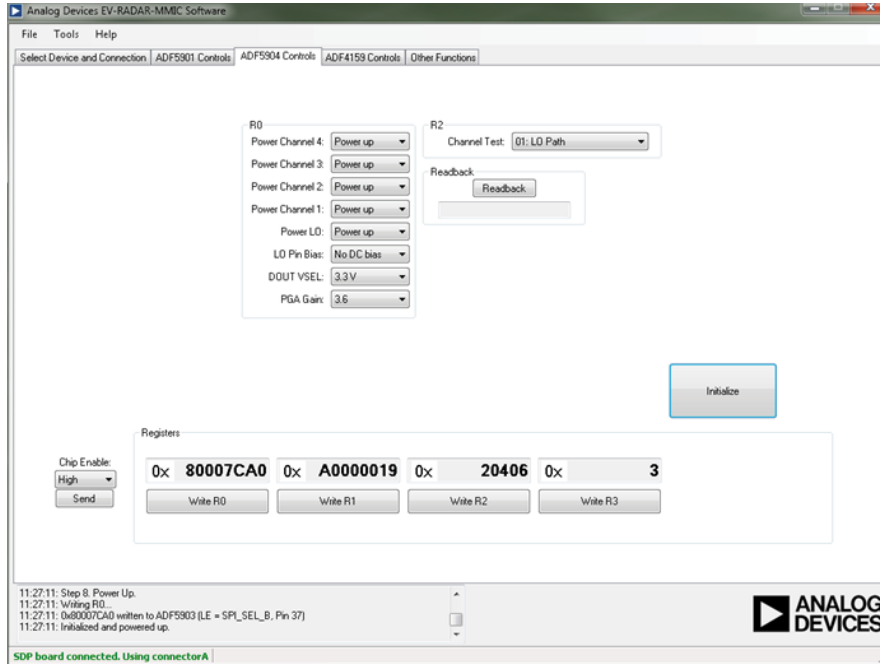 Analog Devices EV-RADAR-MMIC Software
File Tools Help
Select Device and Connection ADF5901 Controls ADF5904 Controls ADF4159 Controls Other Functions
R0
Power Channel 4: Power up
Power Channel 3: Power up
Power Channel 2: Power up
Power Channel 1: Power up
Power LO: Power up
LO Pin Bias: No DC bias
DOUT VSEL: 3.3 V
PGA Gain: 3.6
R2
Channel Test: 01: LO Path
Readback
Readback
Initialize
Registers
Chip Enable:
High
Send
0x 80007CA0 0x A0000019 0x 20406 0x 3
Write R0 Write R1 Write R2 Write R3
11:27:11: Step 8. Power Up.
11:27:11: Writing R0...
11:27:11: 0x80007CA0 written to ADF5903 (LE = SPI_SEL_B, Pin 37)
11:27:11: Initialized and powered up.
ANALOG
DEVICES
SDP board connected. Using connectorA